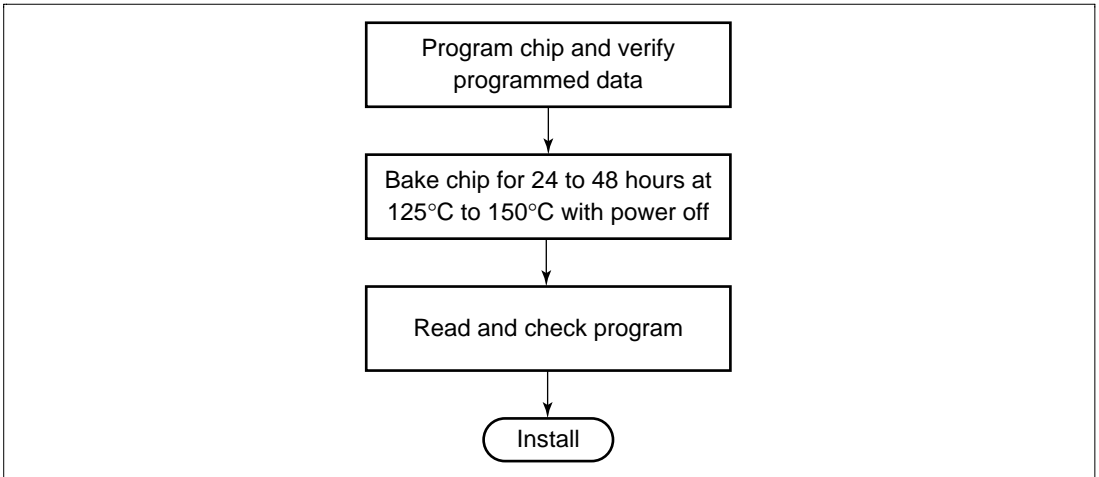 Program chip and verify
programmed data
Bake chip for 24 to 48 hours at
125°C to 150°C with power off
Read and check program
Install